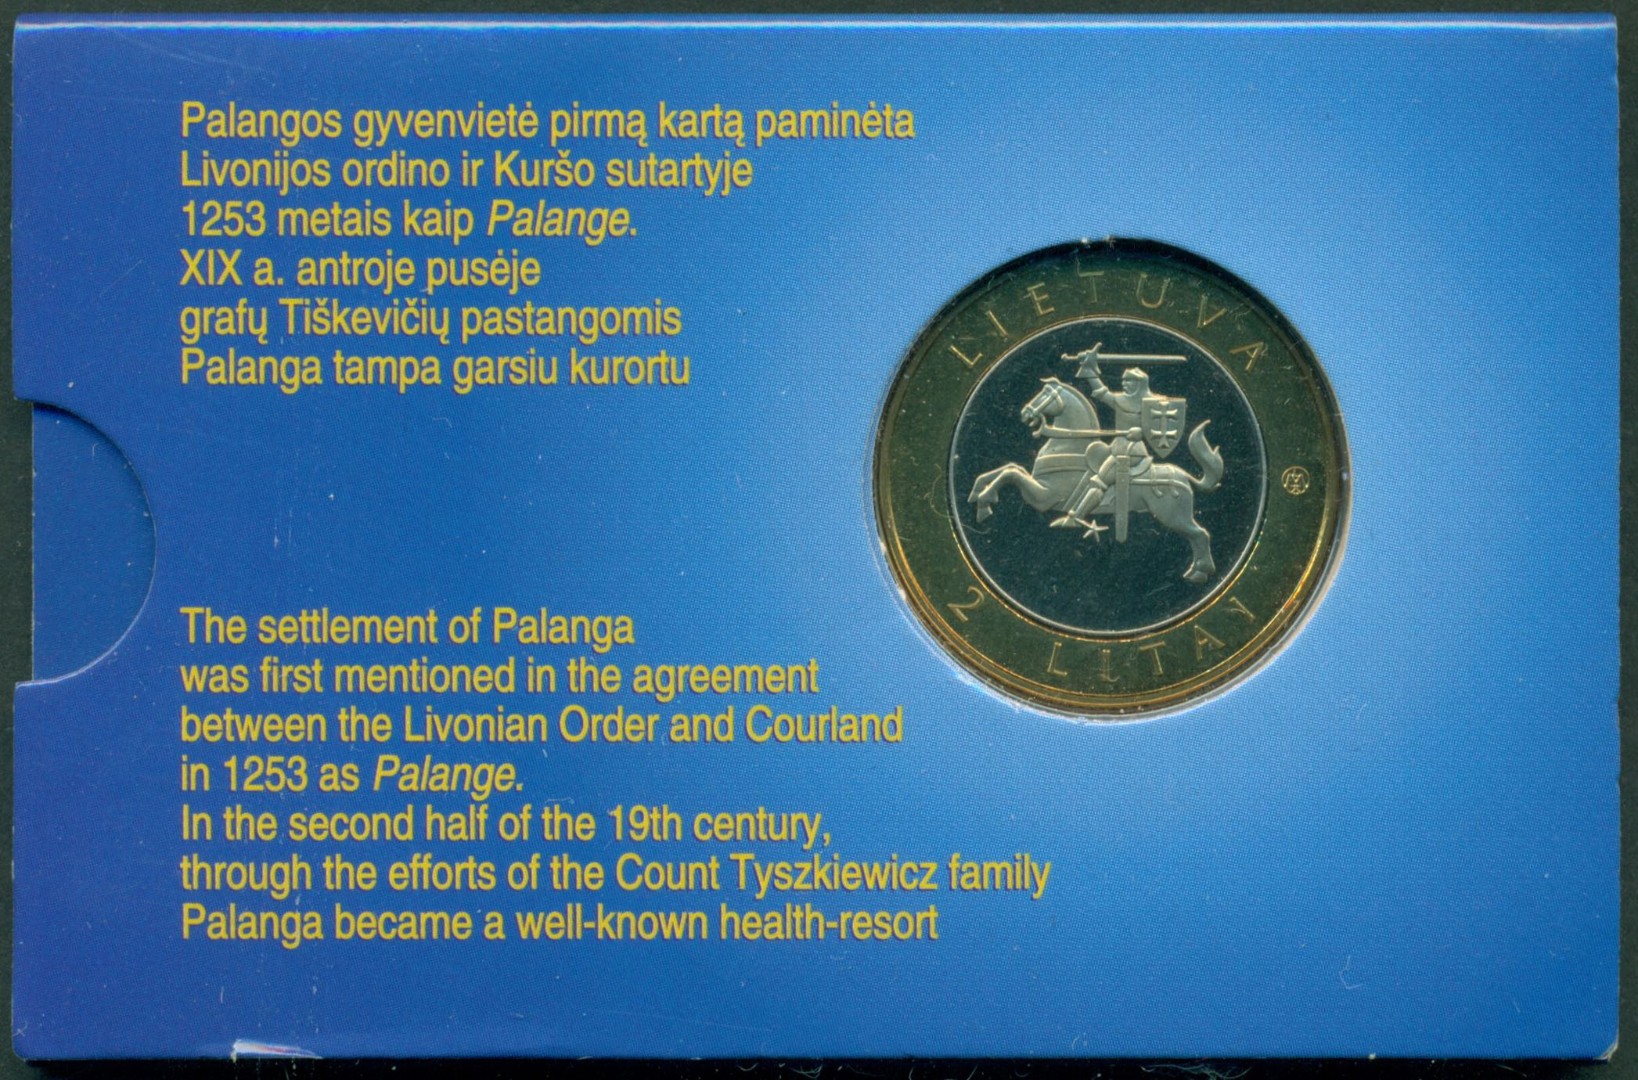 Palangos gyvenvietė pirmą kartą paminėta
Livonijos ordino ir Kuršo sutartyje
1253 metais kaip Palange.
XIX a. antroje pusėje
grafų Tiškevičių pastangomis
Palanga tampa garsiu kurortu
LIETUVA
2 LITAI
The settlement of Palanga
was first mentioned in the agreement
between the Livonian Order and Courland
in 1253 as Palange.
In the second half of the 19th century,
through the efforts of the Count Tyszkiewicz family
Palanga became a well-known health-resort